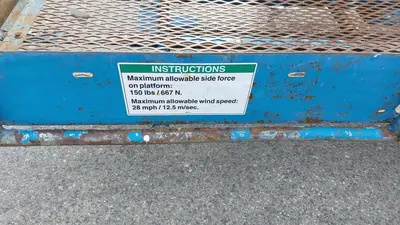 INSTRUCTIONS
Maximum allowable side force
on platform:
150 lbs / 667 N.
Maximum allowable wind speed:
28 mph / 12.5 m/sec.